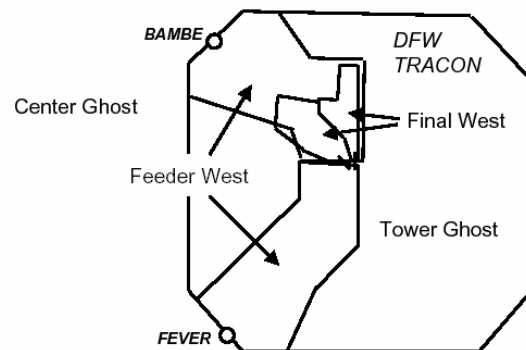 BAMBE
DFW
TRACON
Center Ghost
Final West
Feeder West
Tower Ghost
FEVER